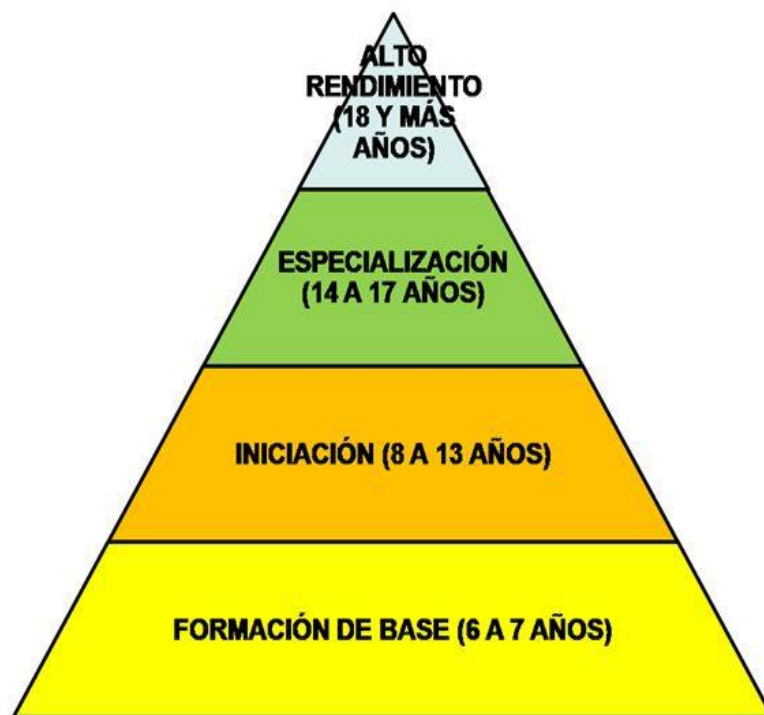 ALTO
RENDIMIENTO
(18 Y MÁS
AÑOS)
ESPECIALIZACIÓN
(14 A 17 AÑOS)
INICIACIÓN (8 A 13 AÑOS)
FORMACIÓN DE BASE (6 A 7 AÑOS)